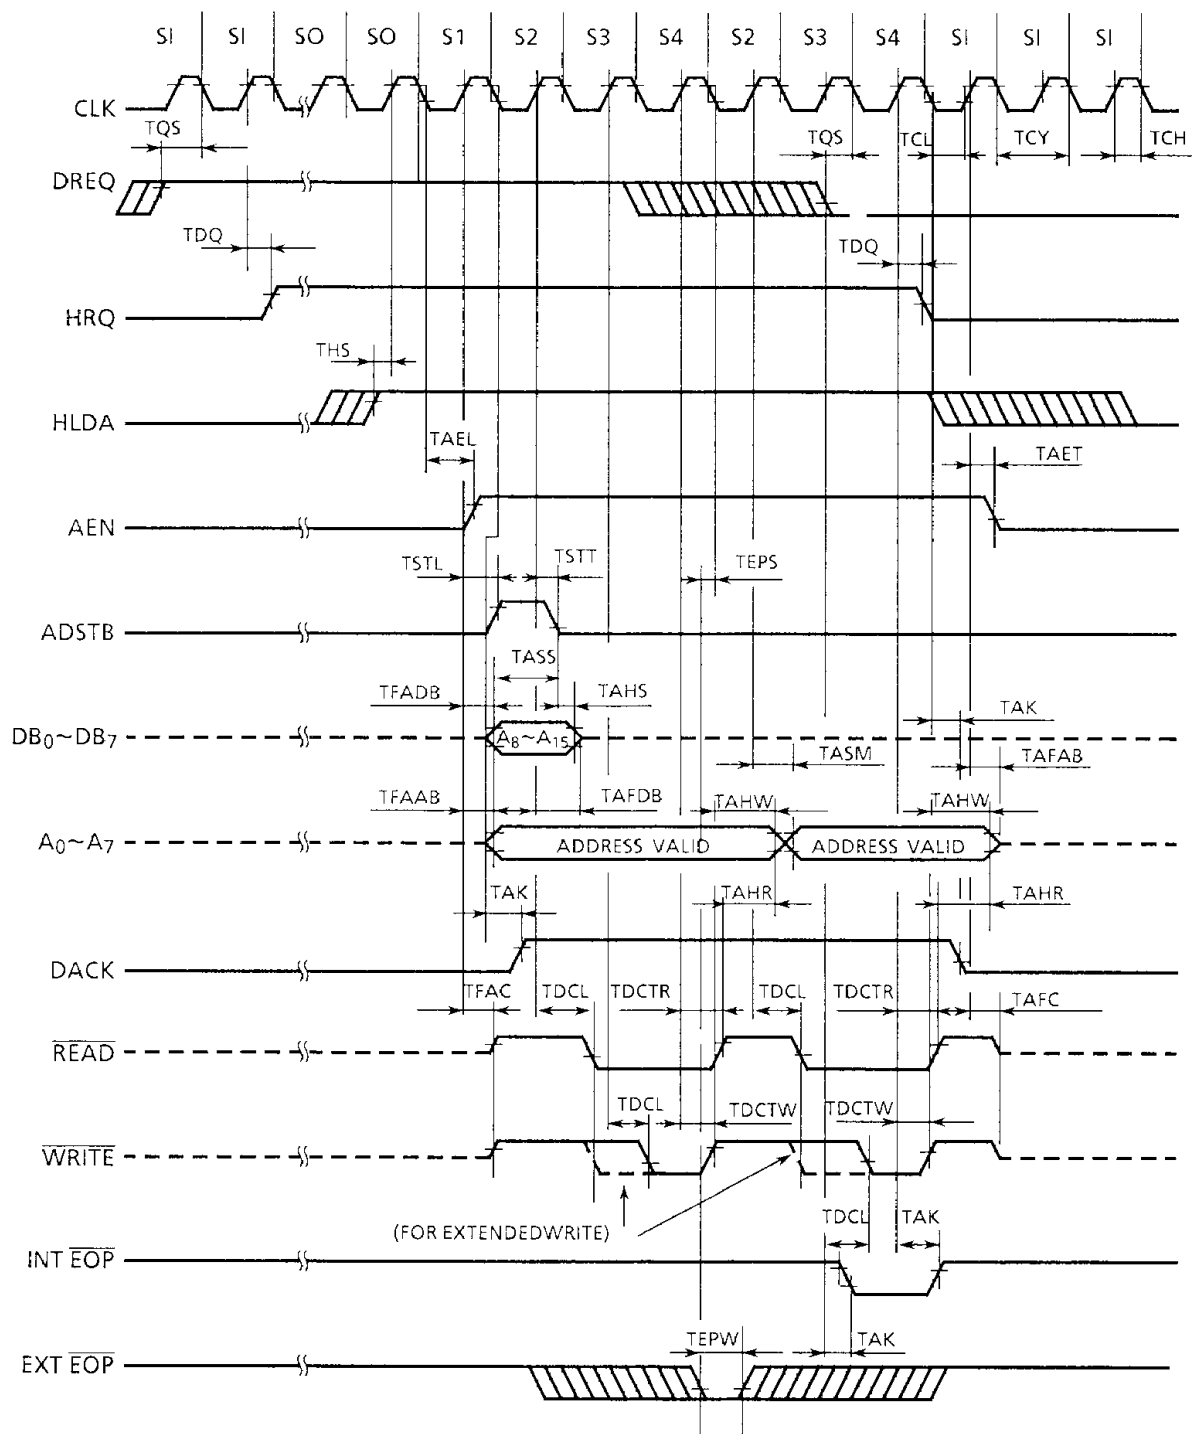 SI SI SO SO S1 S2 S3 S4 S2 S3 S4 SI SI SI
CLK
TQS TQS TCL TCY TCH
DREQ
TDQ TDQ
HRQ
THS
HLDA
TAEL TAET
AEN
TSTL TSTT TEPS
ADSTB
TASS
TFADB TAHS TAK
DB0~DB7 A8~A15
TASM TAFAB
TFAAB TAFDB TAHW TAHW
A0~A7 ADDRESS VALID ADDRESS VALID
TAK TAHR TAHR
DACK
TFAC TDCL TDCTR TDCL TDCTR TAFC
READ
TDCL TDCTW TDCTW
WRITE
(FOR EXTENDEDWRITE) TDCL TAK
INT EOP
TEPW TAK
EXT EOP